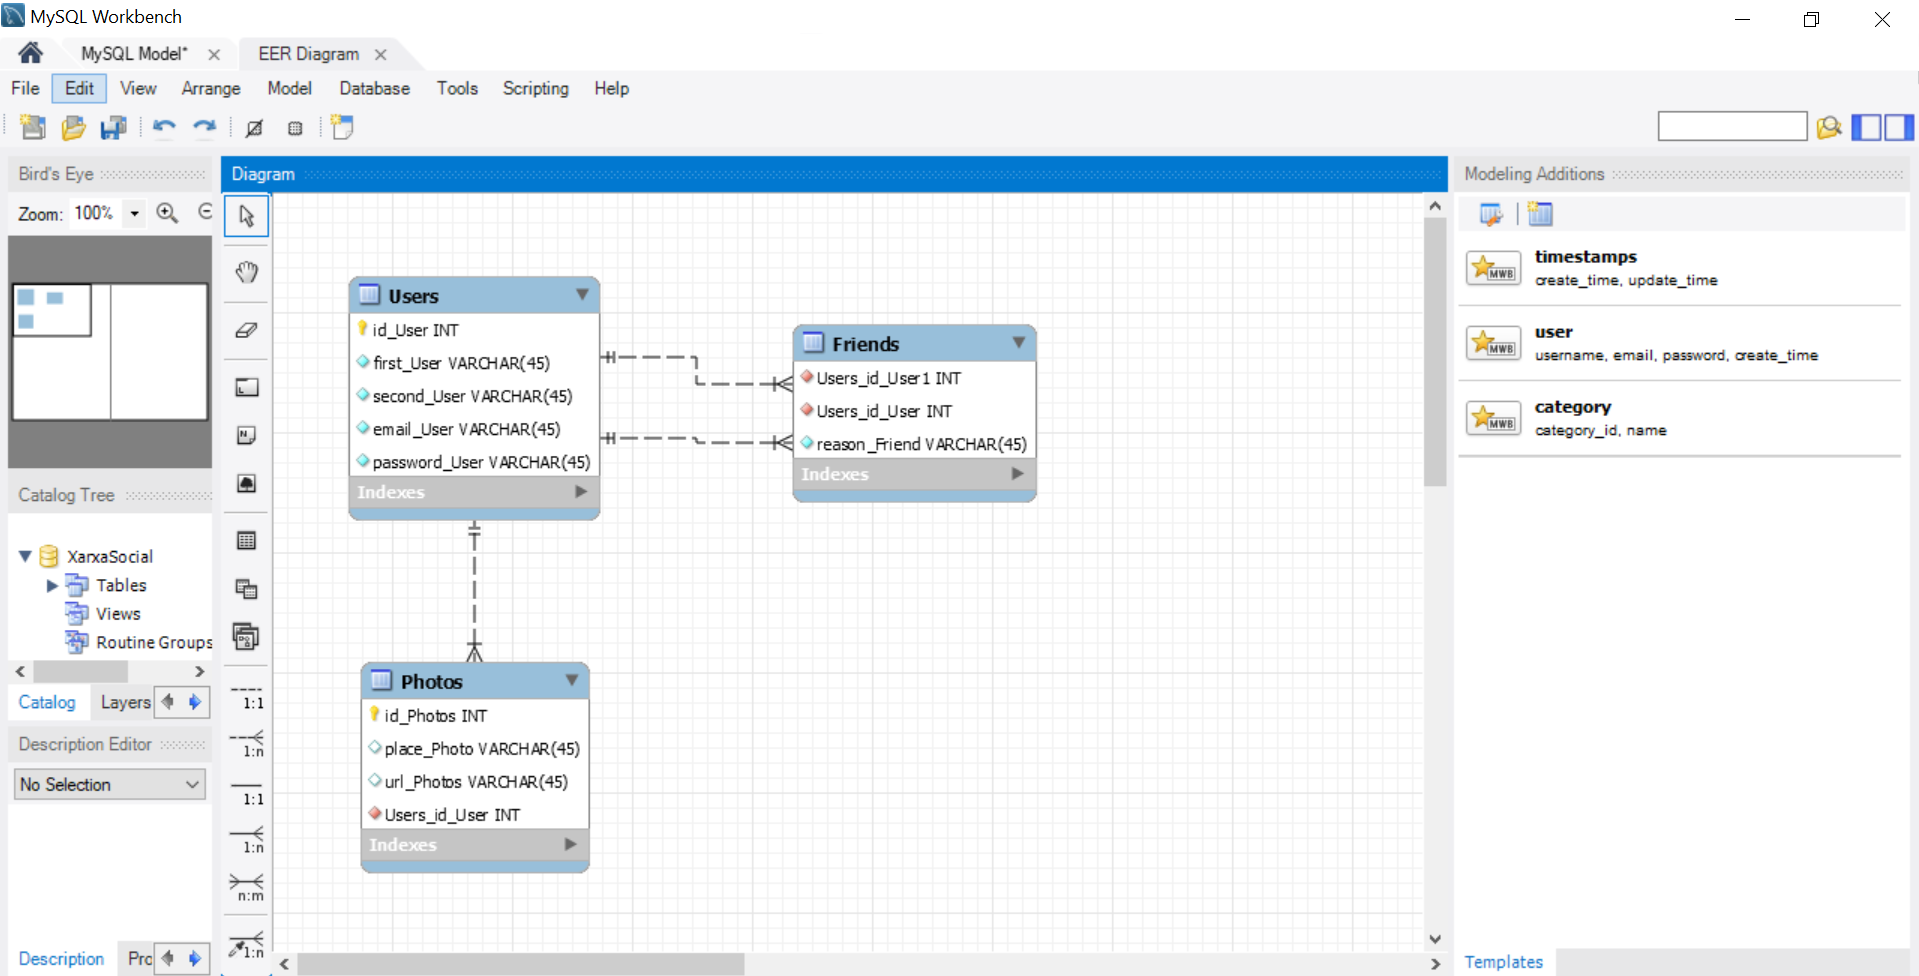 MySQL Workbench
MySQL Model*
EER Diagram
File Edit View Arrange Model Database Tools Scripting Help
Bird's Eye
Zoom: 100%
Diagram
Users
id_User INT
first_User VARCHAR(45)
second_User VARCHAR(45)
email_User VARCHAR(45)
password_User VARCHAR(45)
Indexes
Friends
Users_id_User1 INT
Users_id_User INT
reason_Friend VARCHAR(45)
Indexes
Photos
id_Photos INT
place_Photo VARCHAR(45)
url_Photos VARCHAR(45)
Users_id_User INT
Indexes
Catalog Tree
XarxaSocial
Tables
Views
Routine Groups
Catalog Layers
Description Editor
No Selection
Description
Pro
1:1
1:n
1:1
1:n
n:m
1:n
Modeling Additions
MWB
timestamps
create_time, update_time
MWB
user
username, email, password, create_time
MWB
category
category_id, name
Templates